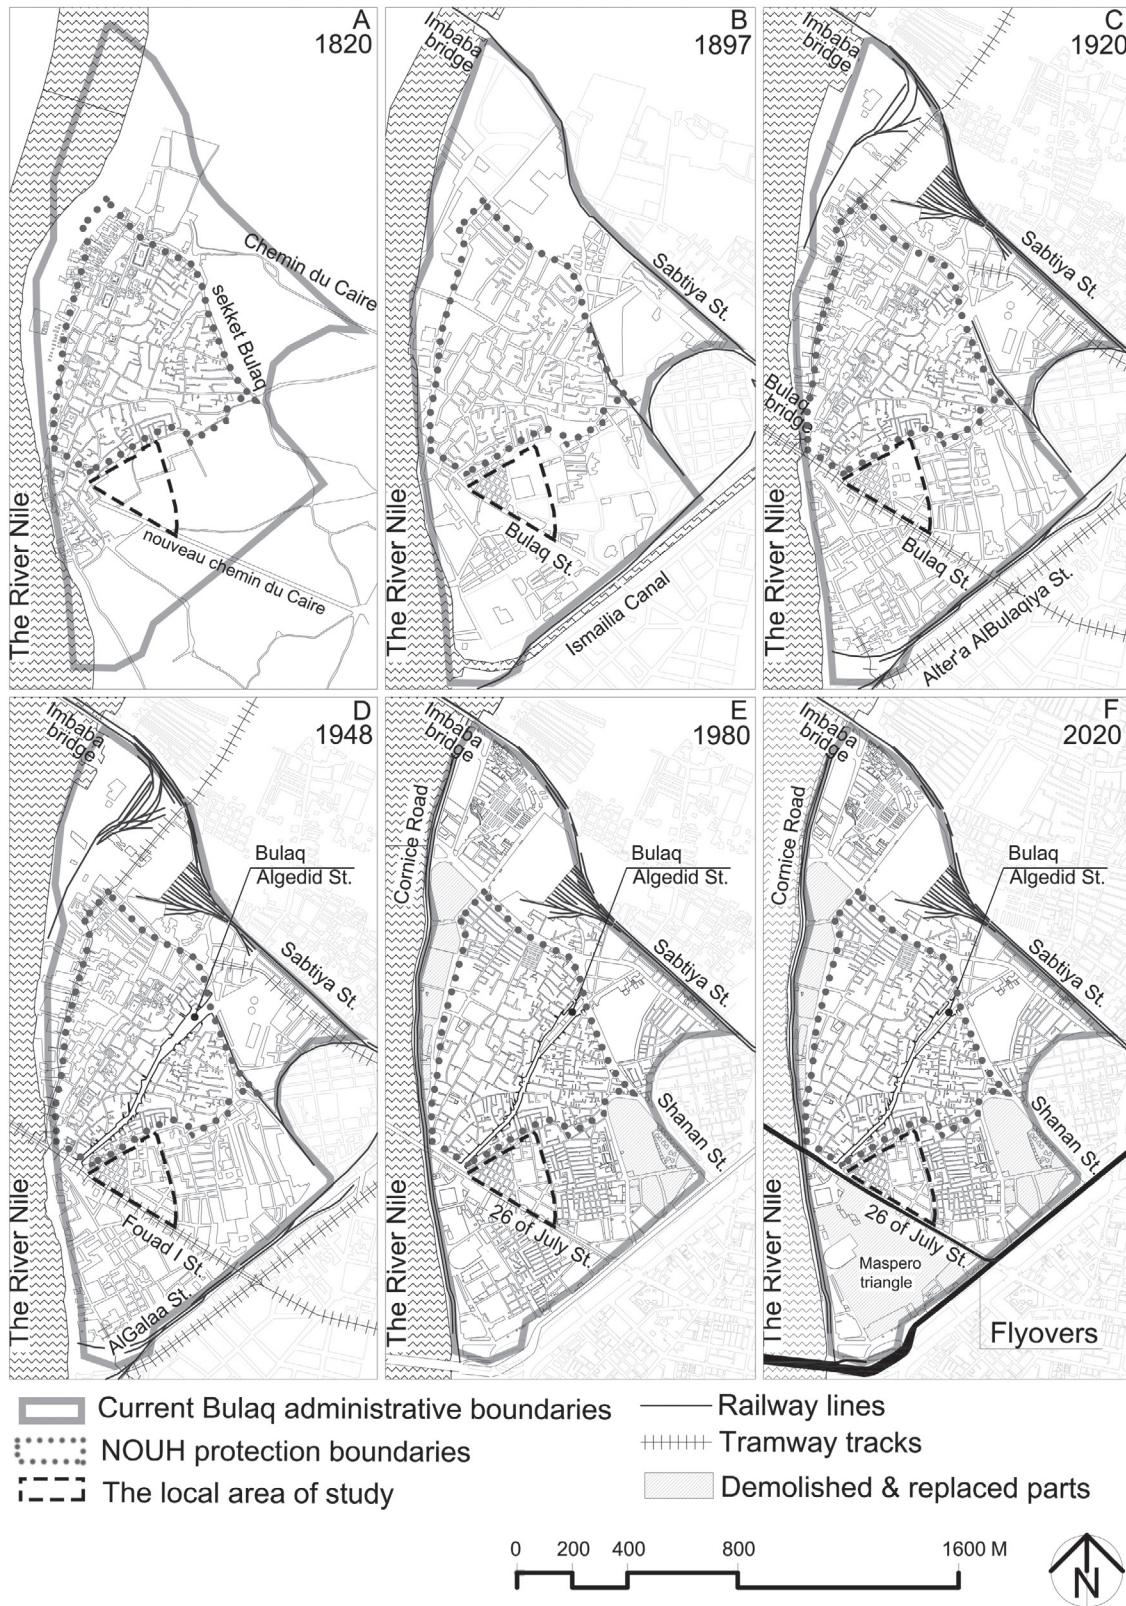 A
1820
Chemin du Caire
sekket Bulaq
nouveau chemin du Caire
The River Nile
B
1897
Imbaba
bridge
Sabtiya St.
Bulaq St.
Ismailia Canal
The River Nile
C
1920
Imbaba
bridge
Sabtiya St.
Bulaq
bridge
Bulaq St.
Alter'a AlBulaqiya St.
The River Nile
D
1948
Imbaba
bridge
Bulaq
Algedid St.
Sabtiya St.
Fouad I St.
AlGalaa St.
The River Nile
E
1980
Imbaba
bridge
Cornice Road
Bulaq
Algedid St.
Sabtiya St.
Shanan St.
26 of July St.
The River Nile
F
2020
Imbaba
bridge
Cornice Road
Bulaq
Algedid St.
Sabtiya St.
Shanan St.
26 of July St.
Maspero
triangle
Flyovers
The River Nile
Current Bulaq administrative boundaries
NOUH protection boundaries
The local area of study
Railway lines
Tramway tracks
Demolished & replaced parts
0 200 400 800 1600 M
N